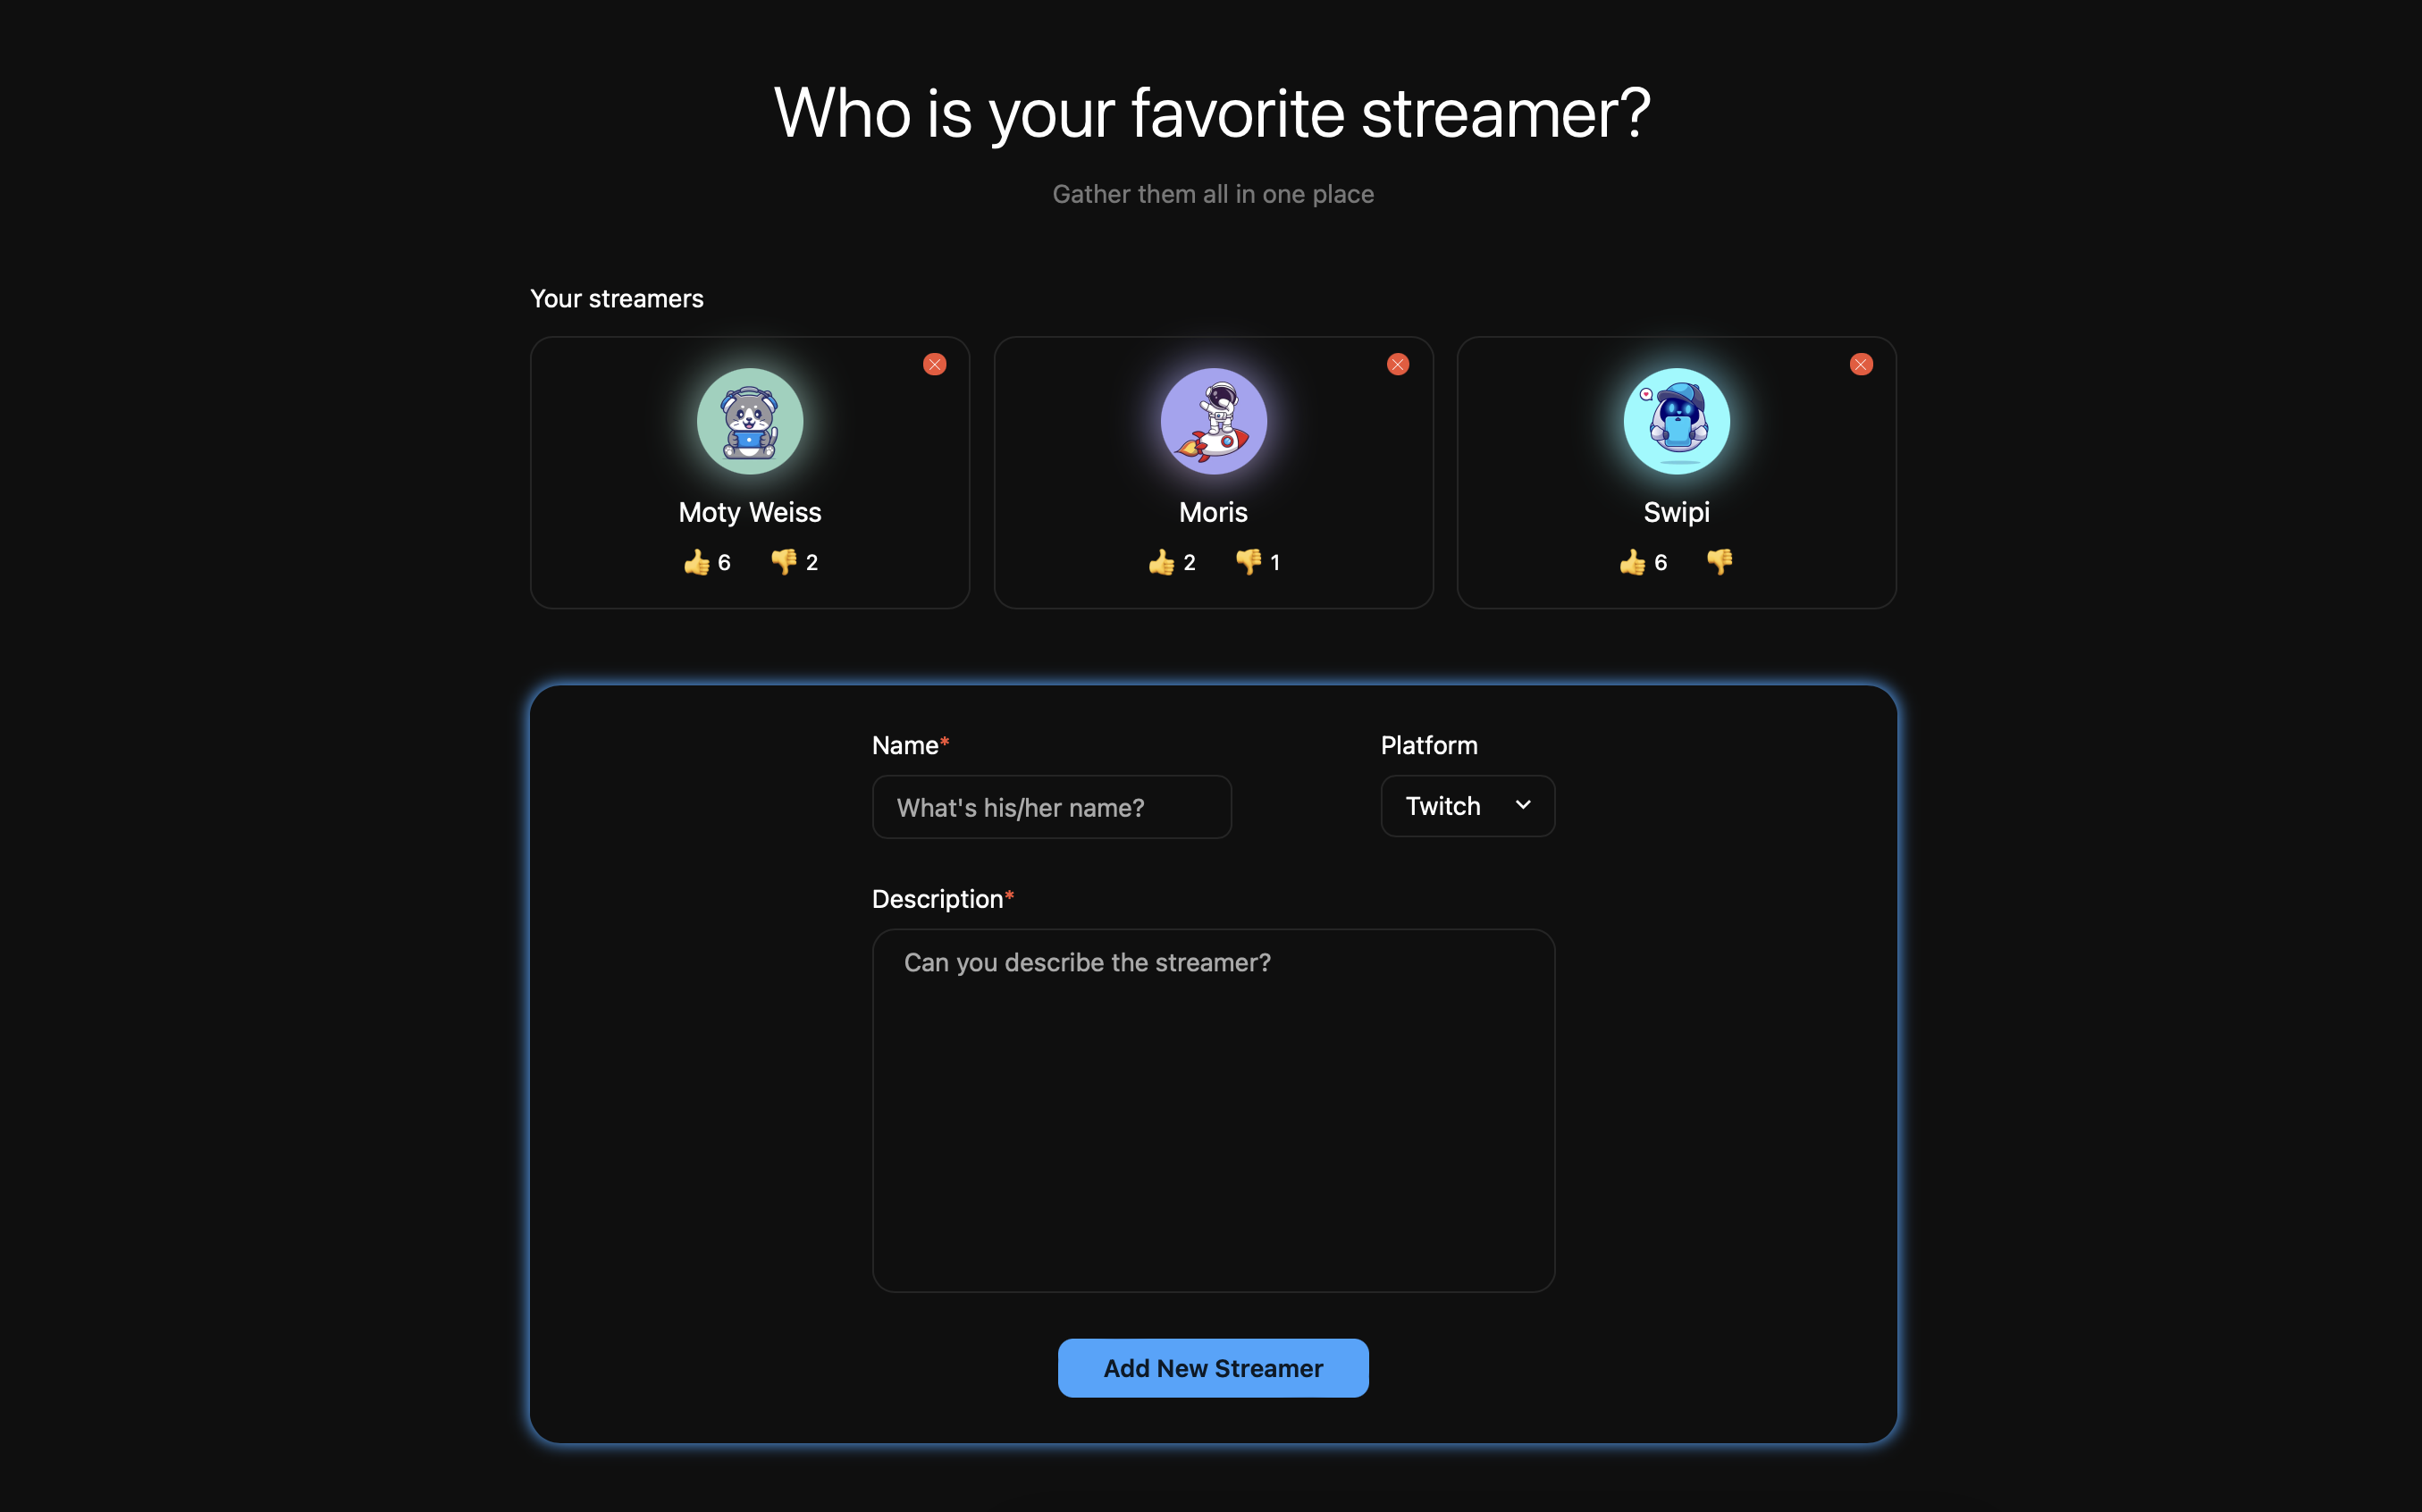 Who is your favorite streamer?
Gather them all in one place
Your streamers
Moty Weiss
👍 6 👎 2
Moris
👍 2 👎 1
Swipi
👍 6 👎
Name*
What's his/her name?
Platform
Twitch
Description*
Can you describe the streamer?
Add New Streamer